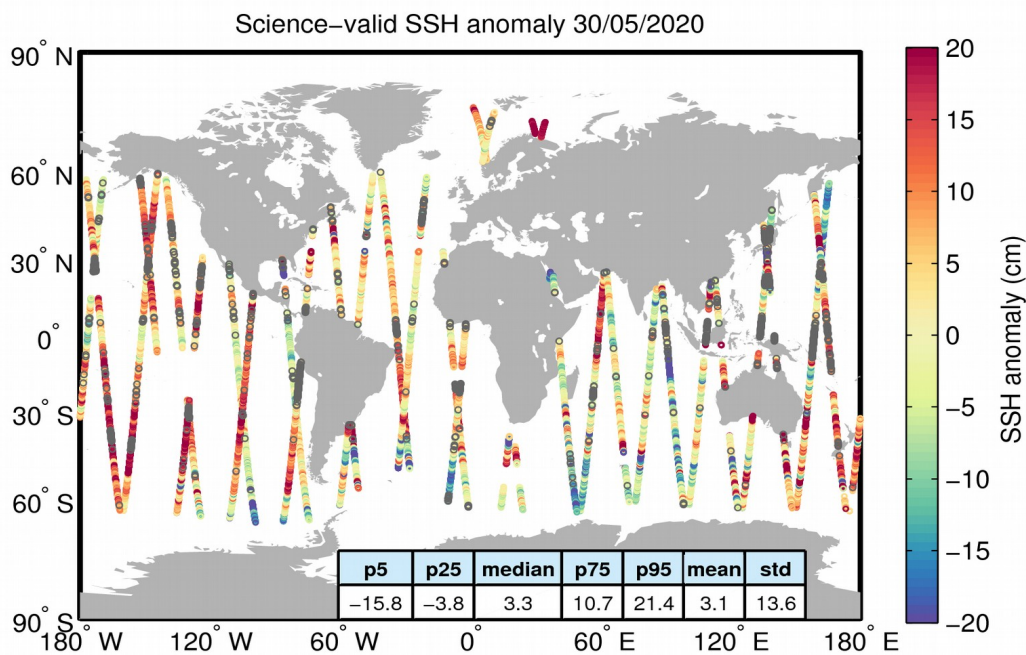 Science−valid SSH anomaly 30/05/2020
90° N
60° N
30° N
0°
30° S
60° S
90° S
180° W
120° W
60° W
0°
60° E
120° E
180° E
p5 p25 median p75 p95 mean std
−15.8 −3.8 3.3 10.7 21.4 3.1 13.6
20
15
10
5
0
−5
−10
−15
−20
SSH anomaly (cm)